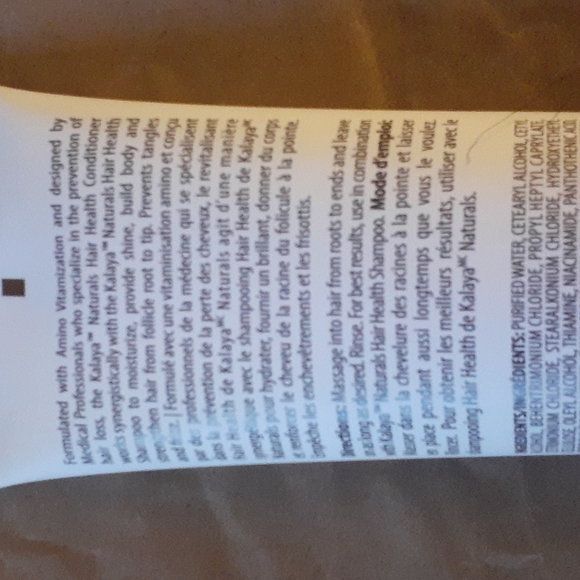 Formulated with Amino Vitaminization and designed by
Medical Professionals who specialize in the prevention of
hair loss, the Kalaya™ Naturals Hair Health Conditioner
works synergistically with the Kalaya™ Naturals Hair Health
Shampoo to moisturize, provide shine, build body and
strengthen hair from follicle root to tip. Prevents tangles
and frizz. | Formulé avec une vitaminisation amino et conçu
par des professionnels de la médecine qui se spécialisent
dans la prévention de la perte des cheveux, le revitalisant
Hair Health de Kalaya MC Naturals agit d'une manière
synergique avec le shampooing Hair Health de Kalaya MC
Naturals pour hydrater, fournir un brillant, donner du corps
et renforcer le cheveu de la racine du follicule à la pointe.
Empêche les enchevêtrements et les frisottis.
Directions: Massage into hair from roots to ends and leave
in as long as desired. Rinse. For best results, use in combination
with Kalaya™ Naturals Hair Health Shampoo. Mode d'emploi:
Masser dans la chevelure des racines à la pointe et laisser
en place pendant aussi longtemps que vous le voulez.
Rincer. Pour obtenir les meilleurs résultats, utiliser avec le
shampooing Hair Health de Kalaya MC Naturals.
INGREDIENTS/INGRÉDIENTS: PURIFIED WATER, CETEARYL ALCOHOL, CETYL
ALCOHOL, BEHENTRIMONIUM CHLORIDE, PROPYL HEPTYL CAPRYLATE,
CHLORIDE, STEARALKONIUM CHLORIDE, HYDROXYETHYL
OLEYL ALCOHOL, THIAMINE, NIACINAMIDE, PANTOTHENIC ACID,